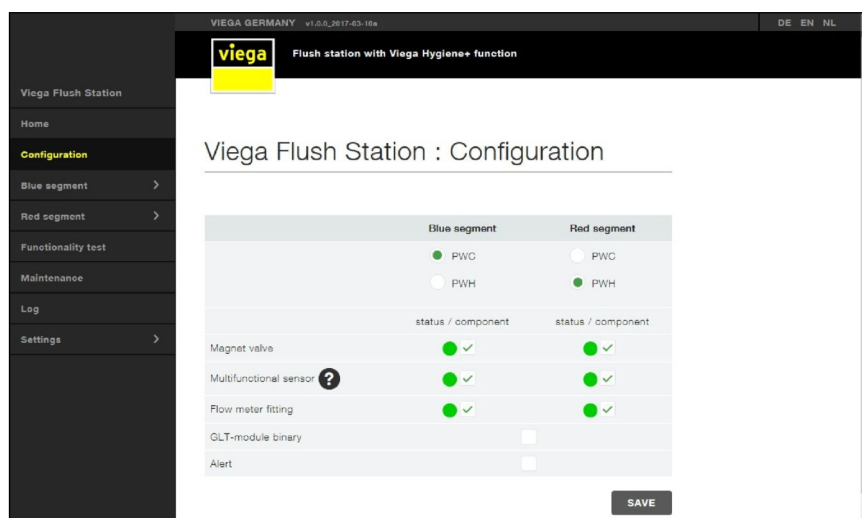 VIEGA GERMANY v1.0.0_2017-03-10a
DE EN NL
viega
Flush station with Viega Hygiene+ function
Viega Flush Station
Home
Configuration
Blue segment >
Red segment >
Functionality test
Maintenance
Log
Settings >
Viega Flush Station : Configuration
Blue segment Red segment
PWC PWC
PWH PWH
status / component status / component
Magnet valve
Multifunctional sensor ?
Flow meter fitting
GLT-module binary
Alert
SAVE